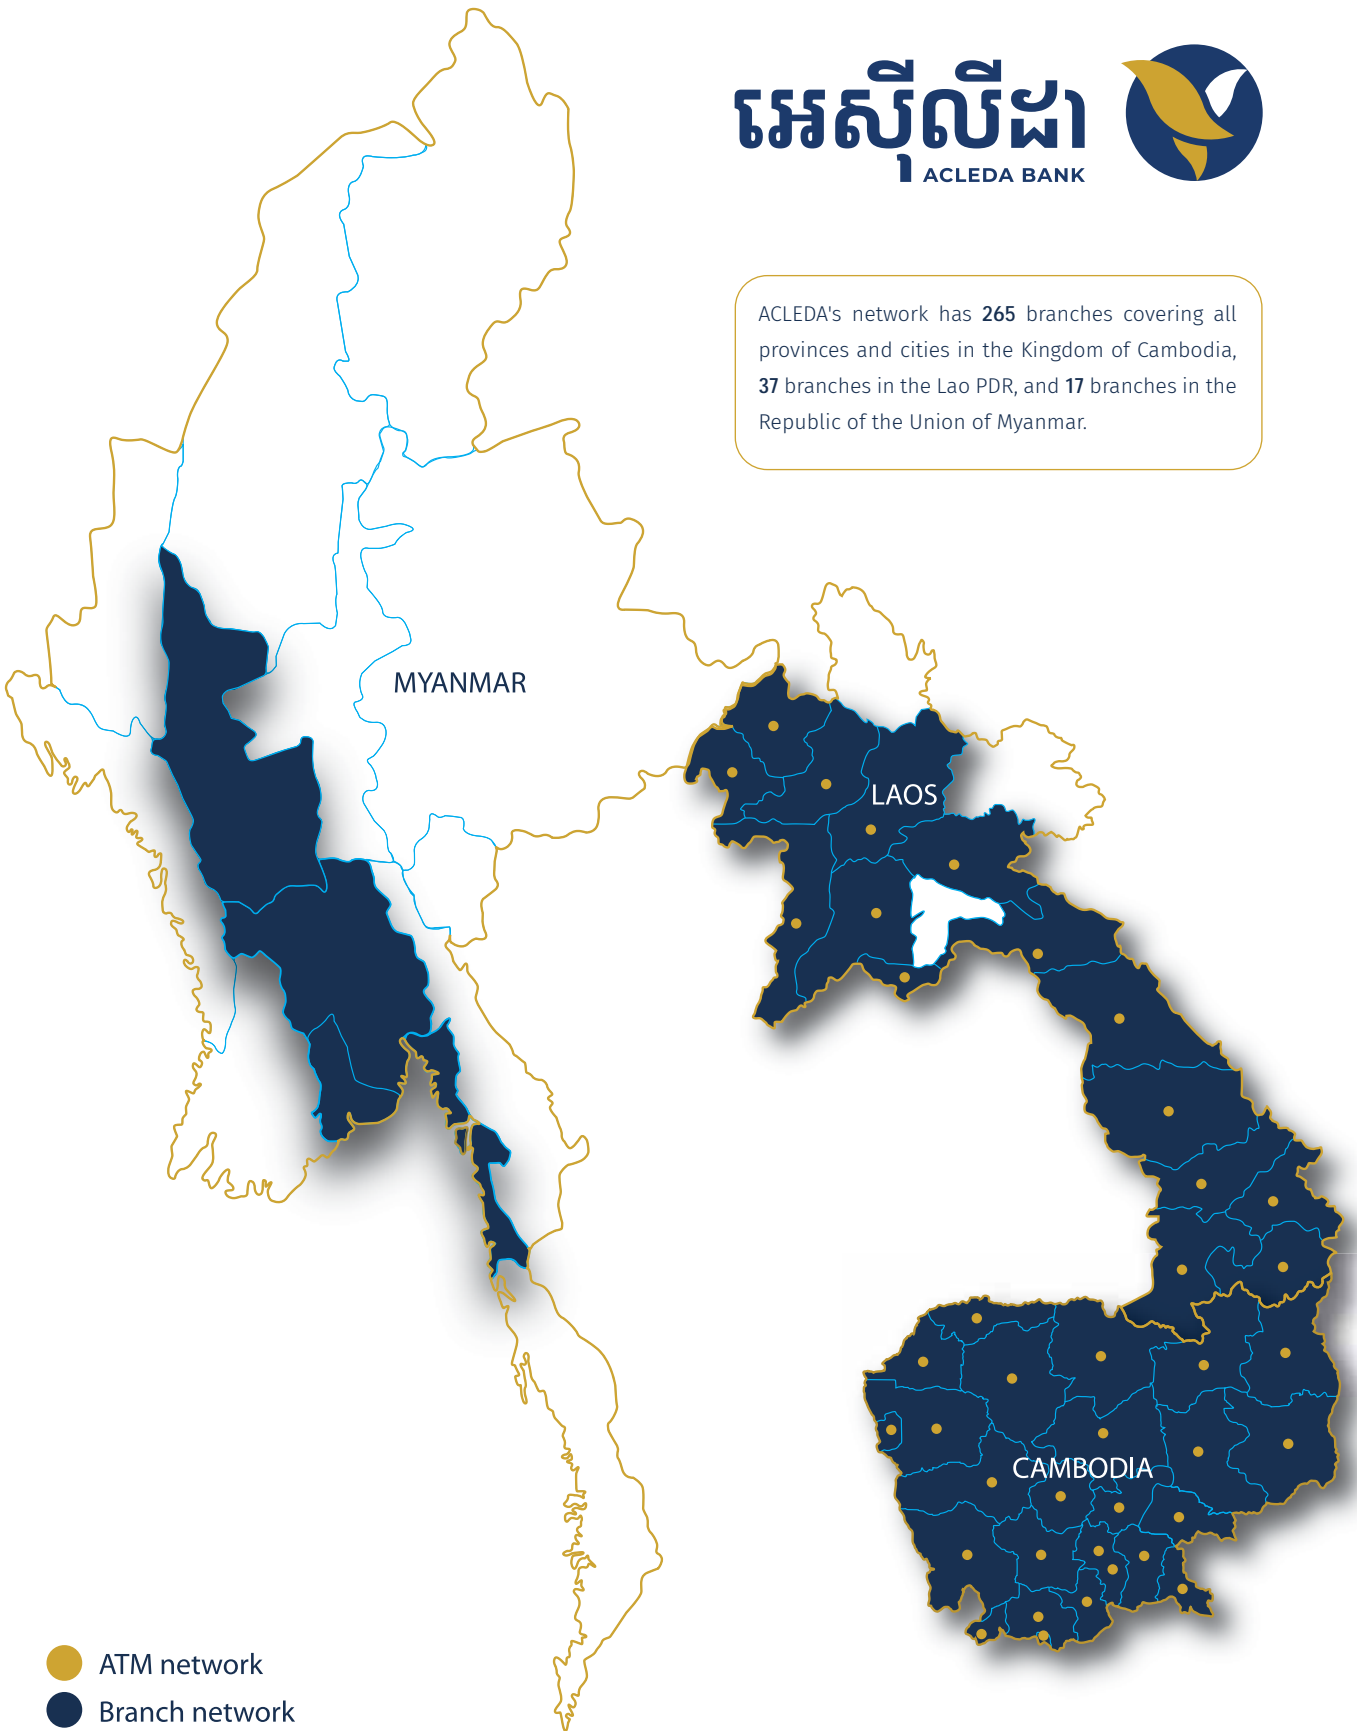 អេស៊ីលីដា
ACLEDA BANK
ACLEDA's network has 265 branches covering all
provinces and cities in the Kingdom of Cambodia,
37 branches in the Lao PDR, and 17 branches in the
Republic of the Union of Myanmar.
MYANMAR
LAOS
CAMBODIA
ATM network
Branch network